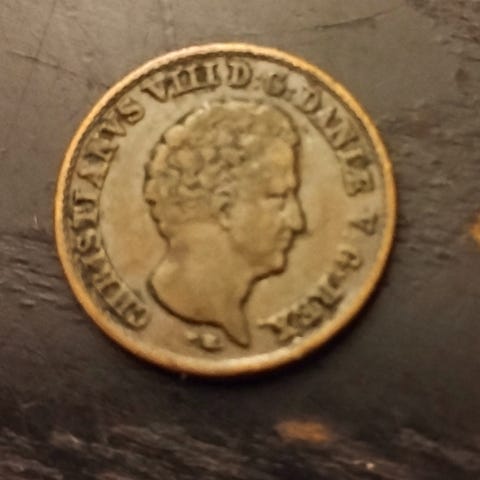 CHRISTIANVS VIII D: G: DANIÆ V. G. REX